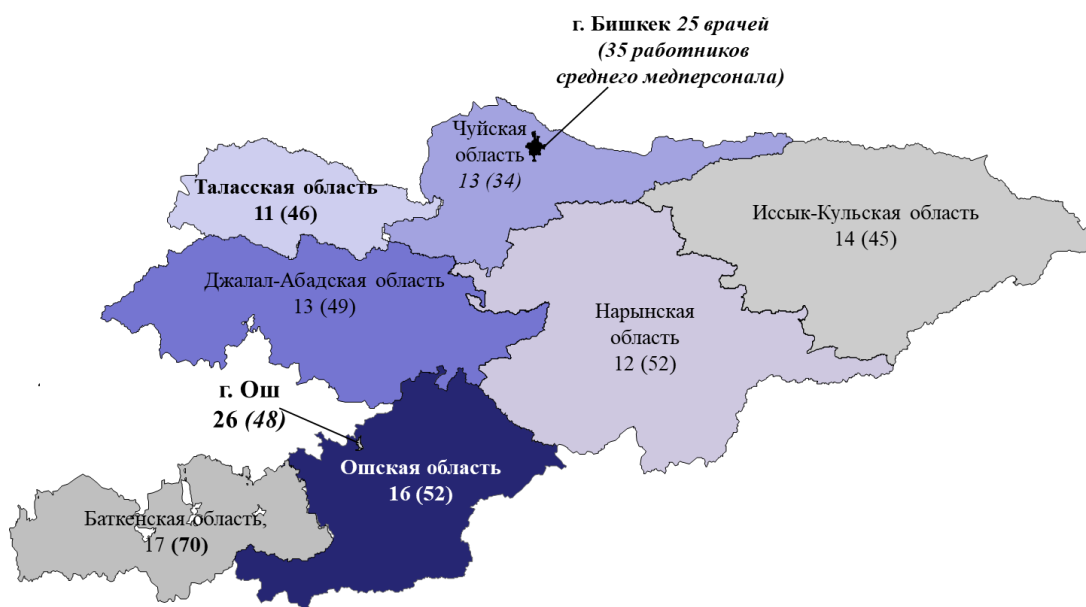 г. Бишкек 25 врачей
(35 работников
среднего медперсонала)
Чуйская
область
13 (34)
Таласская область
11 (46)
Иссык-Кульская область
14 (45)
Джалал-Абадская область
13 (49)
Нарынская
область
12 (52)
г. Ош
26 (48)
Ошская область
16 (52)
Баткенская область,
17 (70)